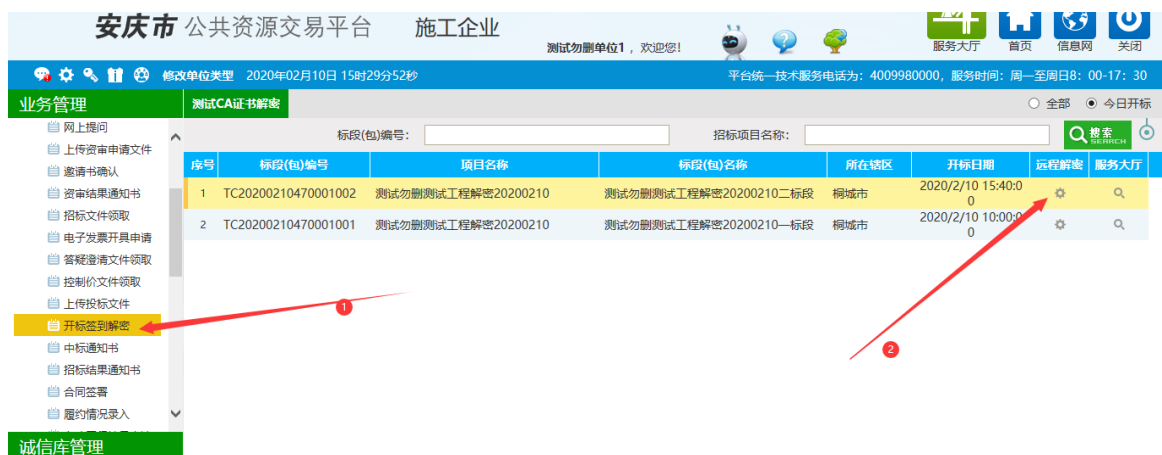 安庆市 公共资源交易平台 施工企业
测试勿删单位1，欢迎您!
服务大厅 首页 信息网 关闭
修改单位类型 2020年02月10日 15时29分52秒 平台统一技术服务电话为：4009980000，服务时间：周一至周日8：00-17：30
业务管理
测试CA证书解密
全部 今日开标
网上提问
上传资审申请文件
邀请书确认
资审结果通知书
招标文件领取
电子发票开具申请
答疑澄清文件领取
控制价文件领取
上传投标文件
开标签到解密
中标通知书
招标结果通知书
合同签署
履约情况录入
诚信库管理
标段(包)编号： 招标项目名称： 搜索 SEARCH
序号 标段(包)编号 项目名称 标段(包)名称 所在辖区 开标日期 远程解密 服务大厅
1 TC20200210470001002 测试勿删测试工程解密20200210 测试勿删测试工程解密20200210二标段 桐城市 2020/2/10 15:40:0
0
2 TC20200210470001001 测试勿删测试工程解密20200210 测试勿删测试工程解密20200210一标段 桐城市 2020/2/10 10:00:0
0
1
2